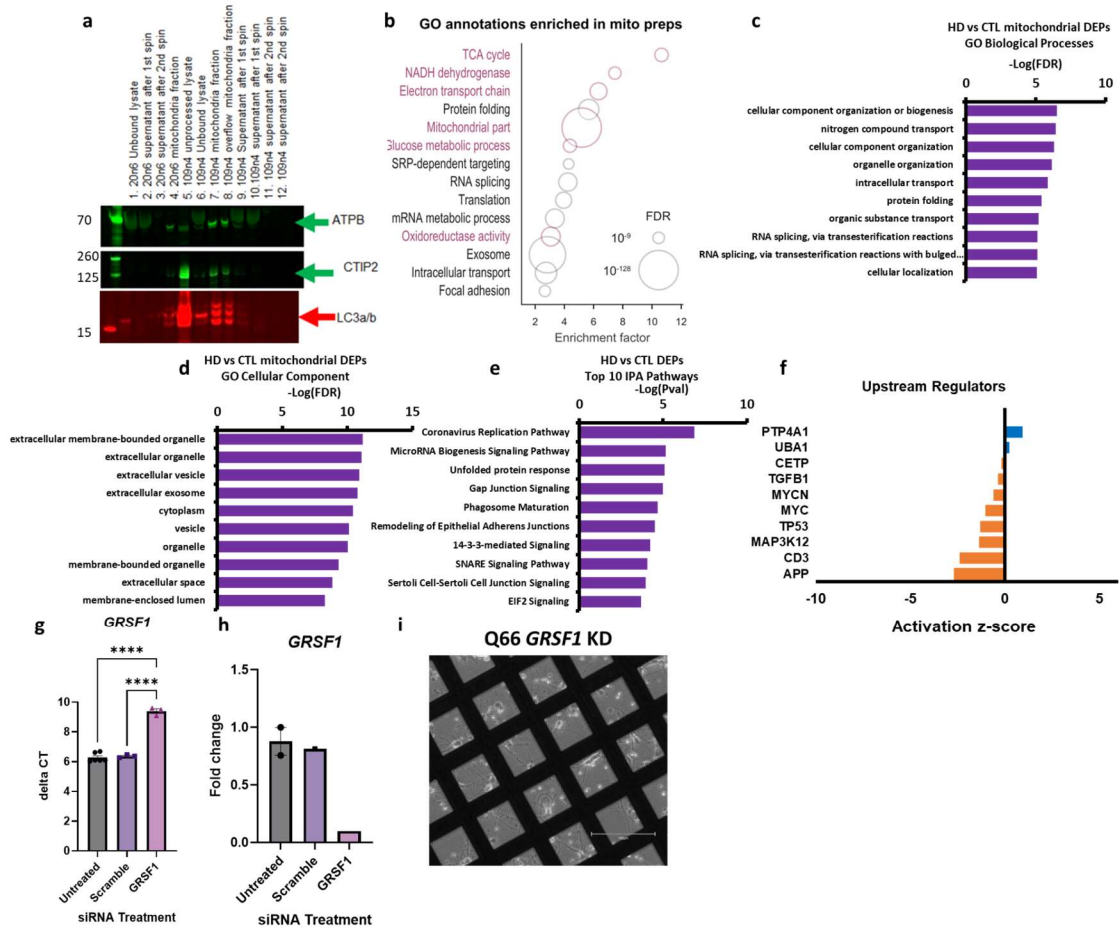 a
1. 20n6 Unbound lysate
2. 20n6 supernatant after 1st spin
3. 20n6 supernatant after 2nd spin
4. 20n6 mitochondria fraction
5. 109n4 unprocessed lysate
6. 109n4 Unbound lysate
7. 109n4 mitochondria fraction
8. 109n4 overflow mitochondria fraction
9. 109n4 Supernatant after 1st spin
10.109n4 supernatant after 1st spin
11. 109n4 supernatant after 2nd spin
12. 109n4 supernatant after 2nd spin
70
ATPB
260
125
CTIP2
15
LC3a/b
b
GO annotations enriched in mito preps
TCA cycle
NADH dehydrogenase
Electron transport chain
Protein folding
Mitochondrial part
Glucose metabolic process
SRP-dependent targeting
RNA splicing
Translation
mRNA metabolic process
Oxidoreductase activity
Exosome
Intracellular transport
Focal adhesion
FDR
10-9
10-128
2 4 6 8 10 12
Enrichment factor
c
HD vs CTL mitochondrial DEPs
GO Biological Processes
-Log(FDR)
0 5 10
cellular component organization or biogenesis
nitrogen compound transport
cellular component organization
organelle organization
intracellular transport
protein folding
organic substance transport
RNA splicing, via transesterification reactions
RNA splicing, via transesterification reactions with bulged...
cellular localization
d
HD vs CTL mitochondrial DEPs
GO Cellular Component
-Log(FDR)
0 5 10 15
extracellular membrane-bounded organelle
extracellular organelle
extracellular vesicle
extracellular exosome
cytoplasm
vesicle
organelle
membrane-bounded organelle
extracellular space
membrane-enclosed lumen
e
HD vs CTL DEPs
Top 10 IPA Pathways
-Log(Pval)
0 5 10
Coronavirus Replication Pathway
MicroRNA Biogenesis Signaling Pathway
Unfolded protein response
Gap Junction Signaling
Phagosome Maturation
Remodeling of Epithelial Adherens Junctions
14-3-3-mediated Signaling
SNARE Signaling Pathway
Sertoli Cell-Sertoli Cell Junction Signaling
EIF2 Signaling
f
Upstream Regulators
PTP4A1
UBA1
CETP
TGFB1
MYCN
MYC
TP53
MAP3K12
CD3
APP
-10 -5 0 5
Activation z-score
g
GRSF1
****
****
10
8
6
4
2
0
delta CT
Untreated
Scramble
GRSF1
siRNA Treatment
h
GRSF1
1.5
1.0
0.5
0.0
Fold change
Untreated
Scramble
GRSF1
siRNA Treatment
i
Q66 GRSF1 KD